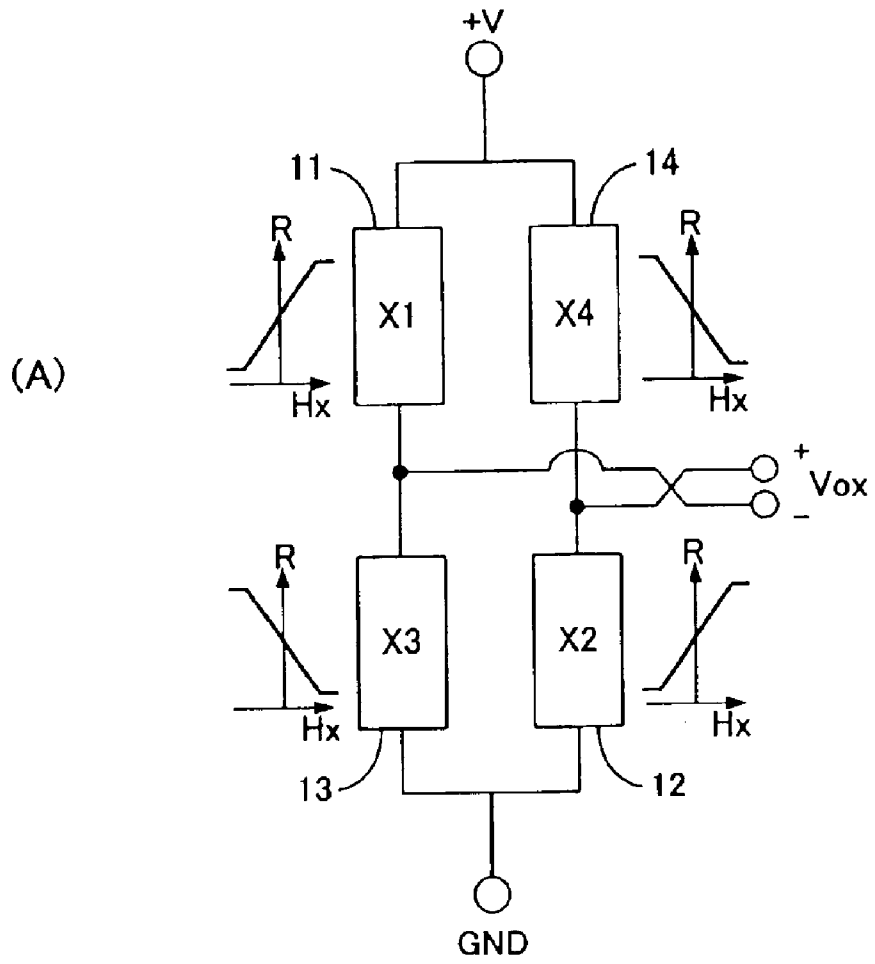 +V
11
14
R
R
X1
X4
(A)
Hx
Hx
+
Vox
−
R
R
X3
X2
Hx
Hx
13
12
GND